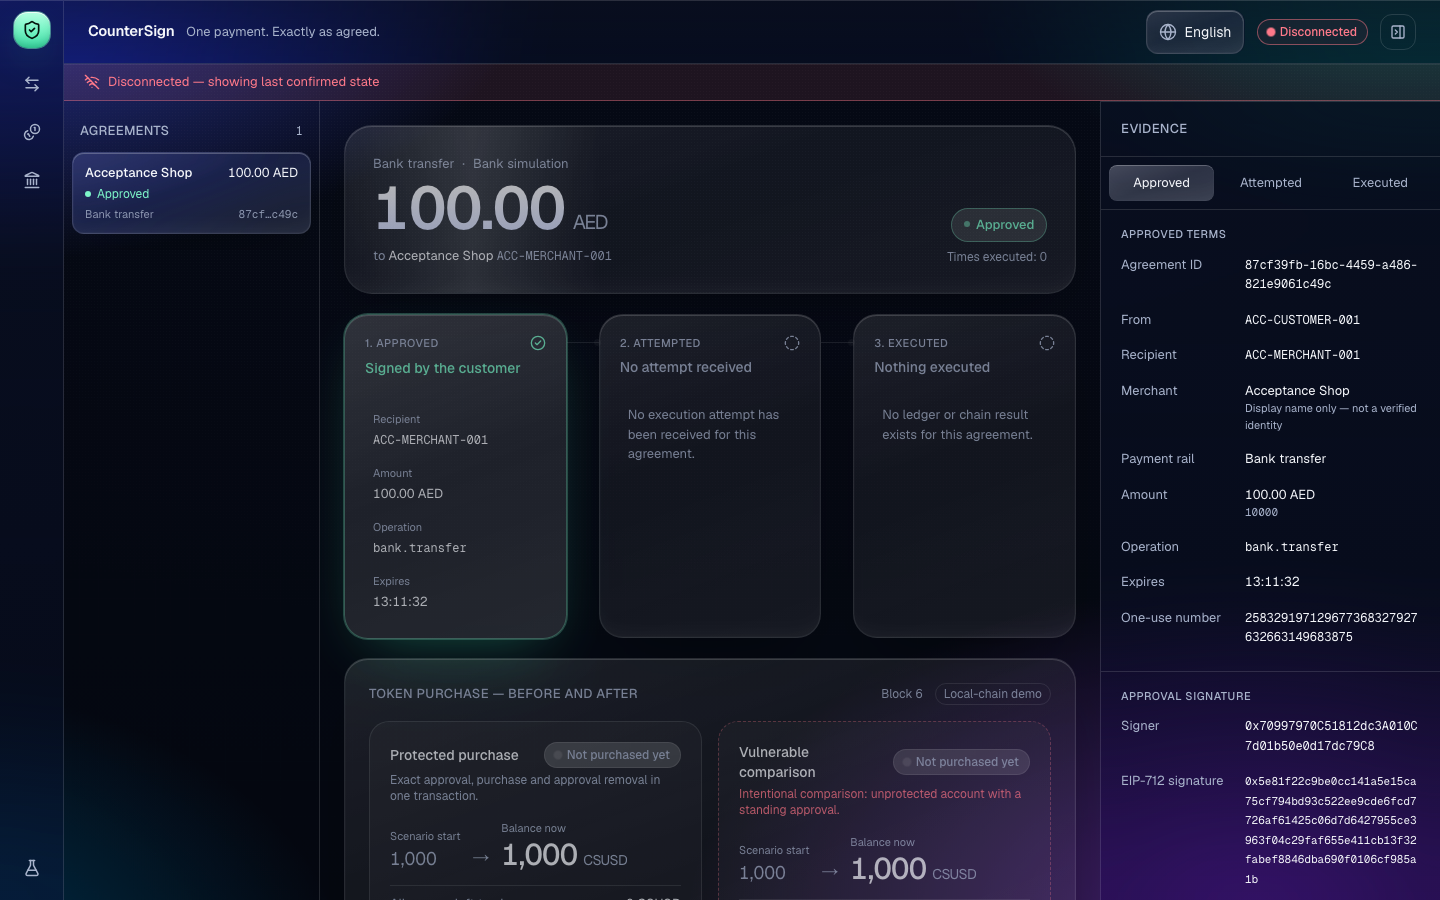 CounterSign One payment. Exactly as agreed.
English
Disconnected
Disconnected — showing last confirmed state
AGREEMENTS 1
Acceptance Shop 100.00 AED
Approved
Bank transfer 87cf…c49c
Bank transfer · Bank simulation
100.00 AED
Approved
to Acceptance Shop ACC-MERCHANT-001
Times executed: 0
1. APPROVED
Signed by the customer
Recipient
ACC-MERCHANT-001
Amount
100.00 AED
Operation
bank.transfer
Expires
13:11:32
2. ATTEMPTED
No attempt received
No execution attempt has
been received for this
agreement.
3. EXECUTED
Nothing executed
No ledger or chain result
exists for this agreement.
TOKEN PURCHASE — BEFORE AND AFTER
Block 6 Local-chain demo
Protected purchase
Not purchased yet
Exact approval, purchase and approval removal in
one transaction.
Scenario start
1,000
→
Balance now
1,000 CSUSD
Vulnerable
comparison
Not purchased yet
Intentional comparison: unprotected account with a
standing approval.
Scenario start
1,000
→
Balance now
1,000 CSUSD
EVIDENCE
Approved Attempted Executed
APPROVED TERMS
Agreement ID 87cf39fb-16bc-4459-a486-
821e9061c49c
From ACC-CUSTOMER-001
Recipient ACC-MERCHANT-001
Merchant Acceptance Shop
Display name only — not a verified
identity
Payment rail Bank transfer
Amount 100.00 AED
10000
Operation bank.transfer
Expires 13:11:32
One-use number 258329197129677368327927
632663149683875
APPROVAL SIGNATURE
Signer 0x70997970C51812dc3A010C
7d01b50e0d17dc79C8
EIP-712 signature 0x5e81f22c9be0cc141a5e15ca
75cf794bd93c522ee9cde6fcd7
726af61425c06d7d6427955ce3
963f04c29faf655e411cb13f32
fabef8846dba690f0106cf985a
1b